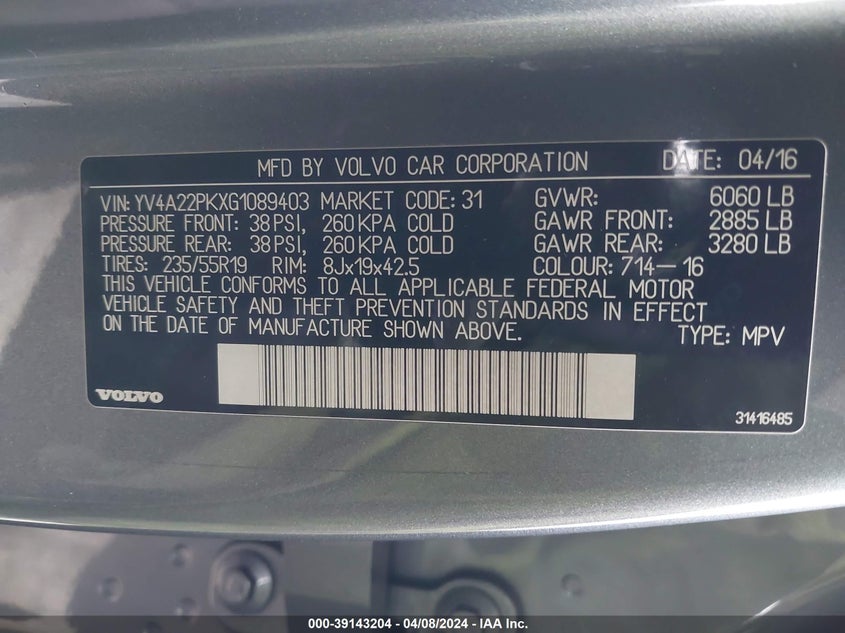 MFD BY VOLVO CAR CORPORATION DATE: 04/16
VIN: YV4A22PKXG1089403 MARKET CODE: 31 GVWR: 6060 LB
PRESSURE FRONT: 38 PSI, 260 KPA COLD GAWR FRONT: 2885 LB
PRESSURE REAR: 38 PSI, 260 KPA COLD GAWR REAR: 3280 LB
TIRES: 235/55R19 RIM: 8Jx19x42.5 COLOUR: 714-16
THIS VEHICLE CONFORMS TO ALL APPLICABLE FEDERAL MOTOR
VEHICLE SAFETY AND THEFT PREVENTION STANDARDS IN EFFECT
ON THE DATE OF MANUFACTURE SHOWN ABOVE. TYPE: MPV
VOLVO 31416485
000-39143204 - 04/08/2024 - IAA Inc.